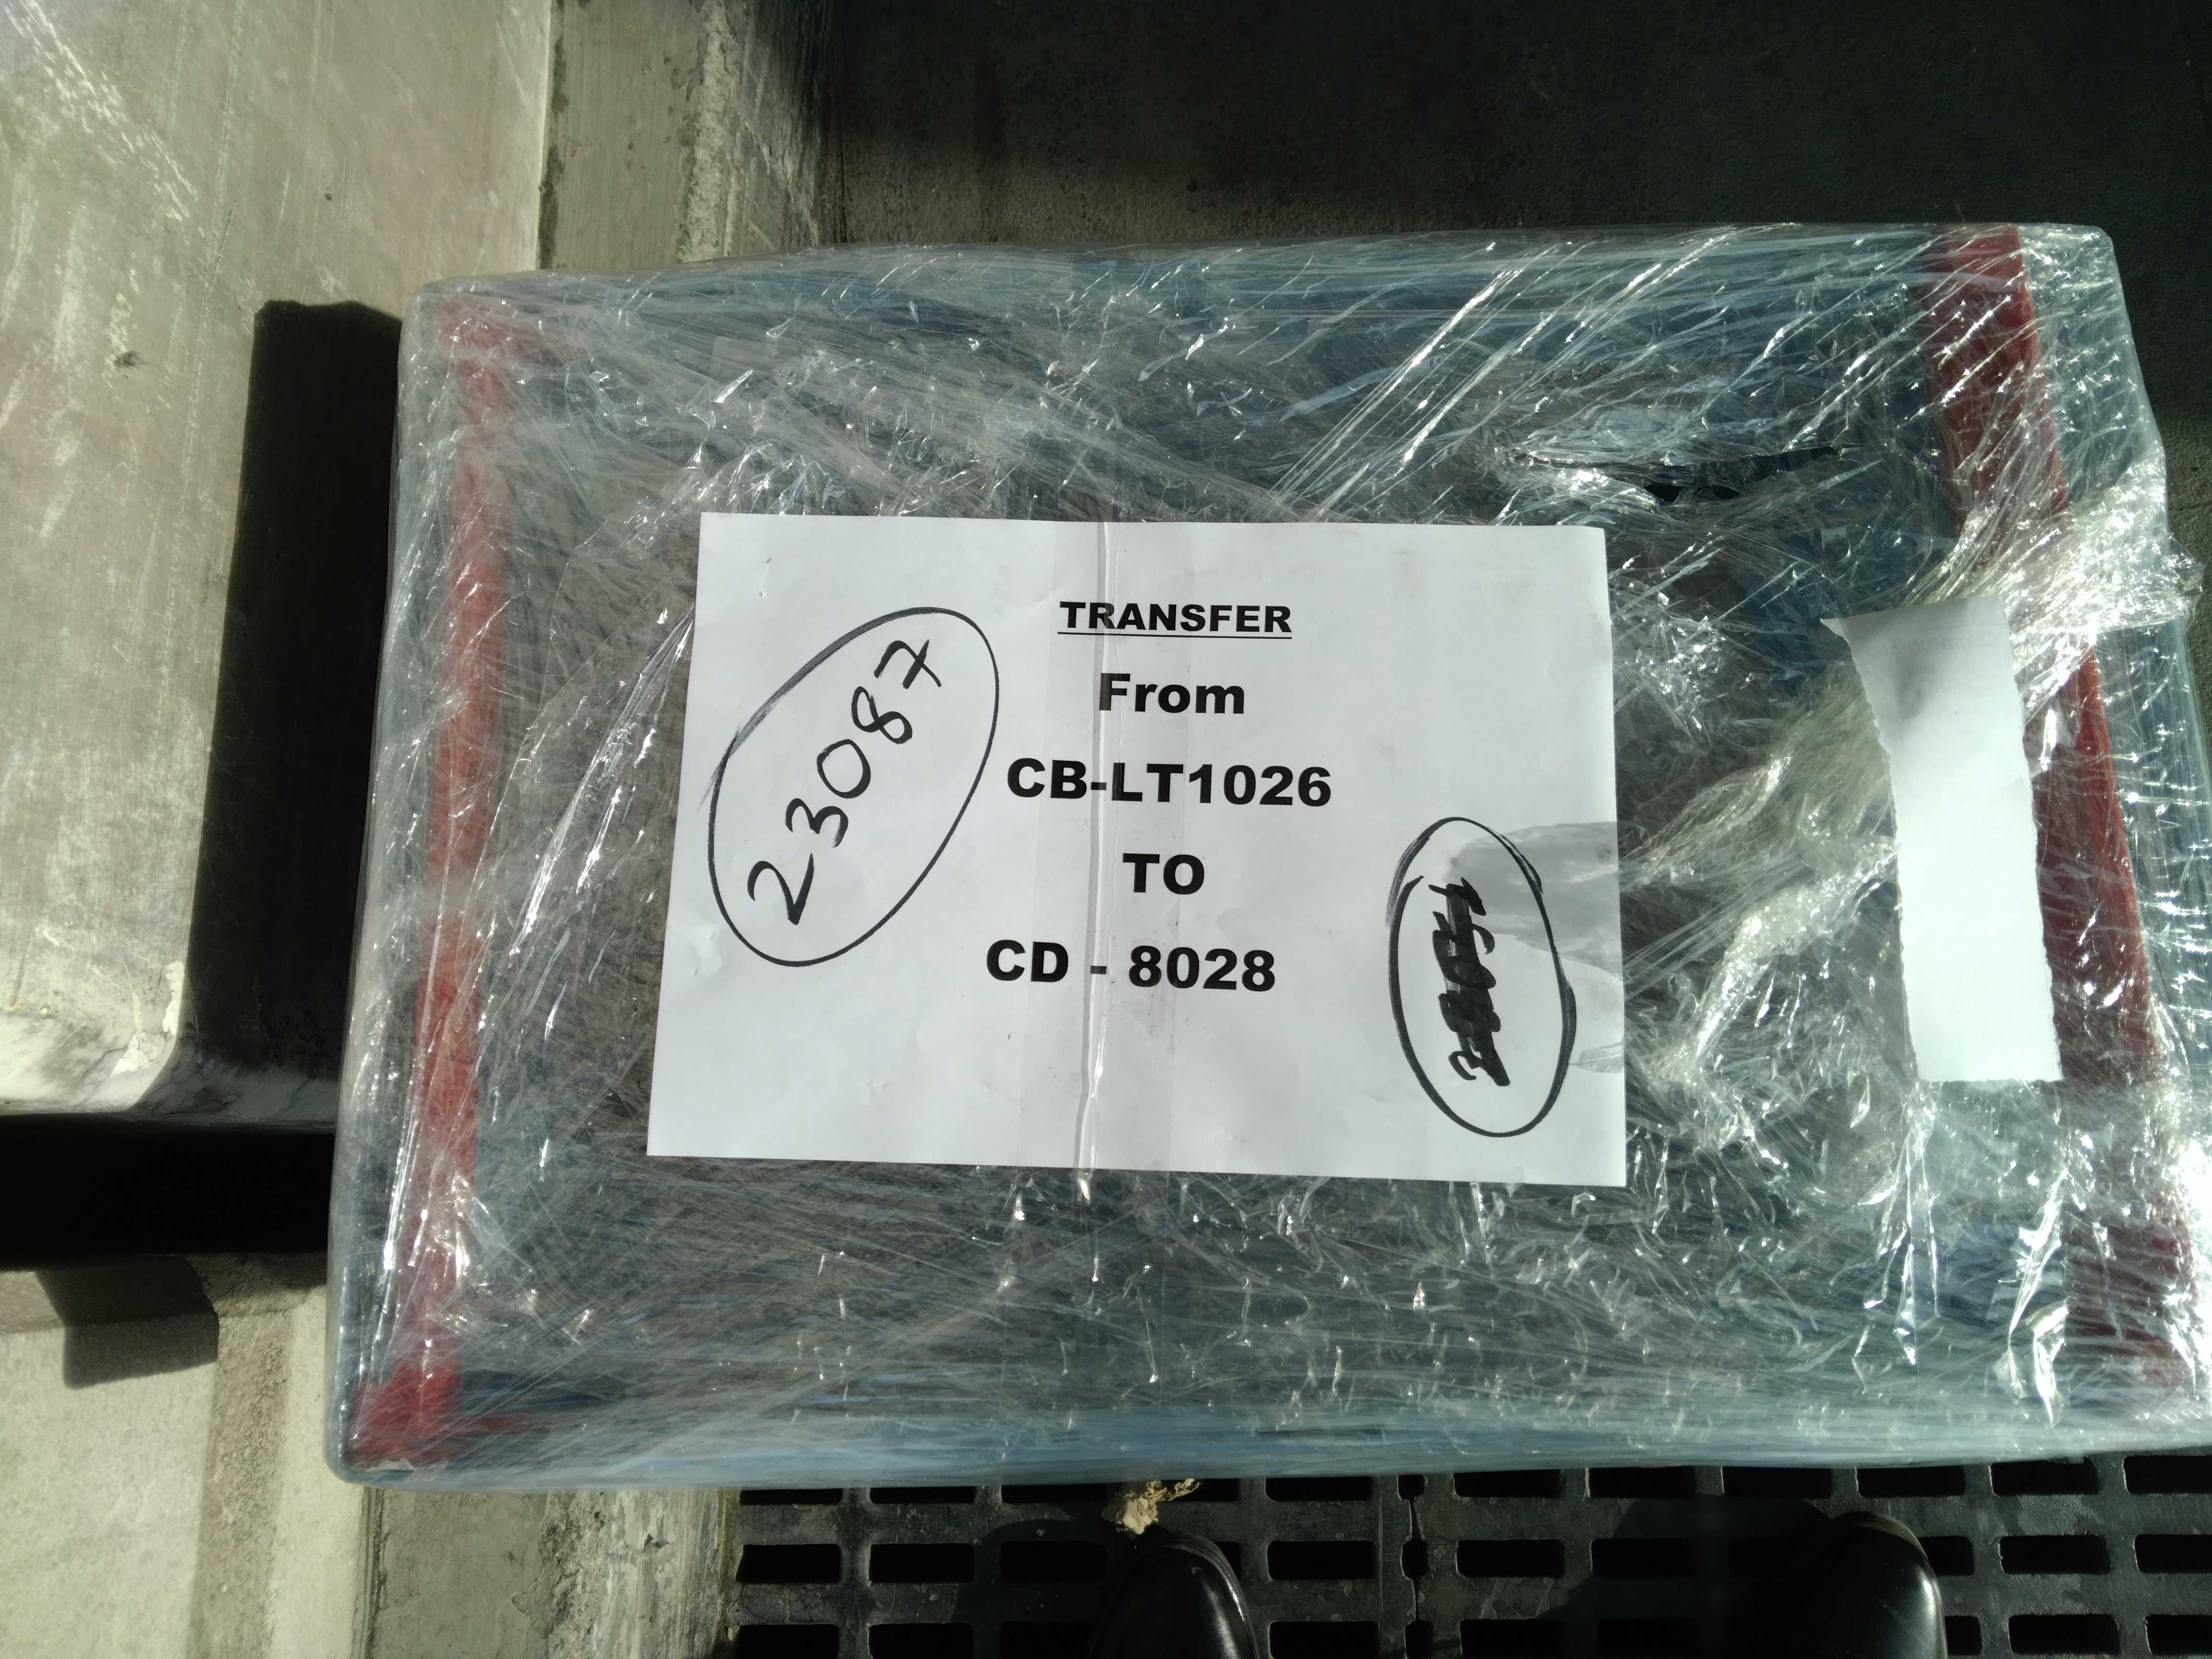 TRANSFER
From
CB-LT1026
TO
CD - 8028
23087